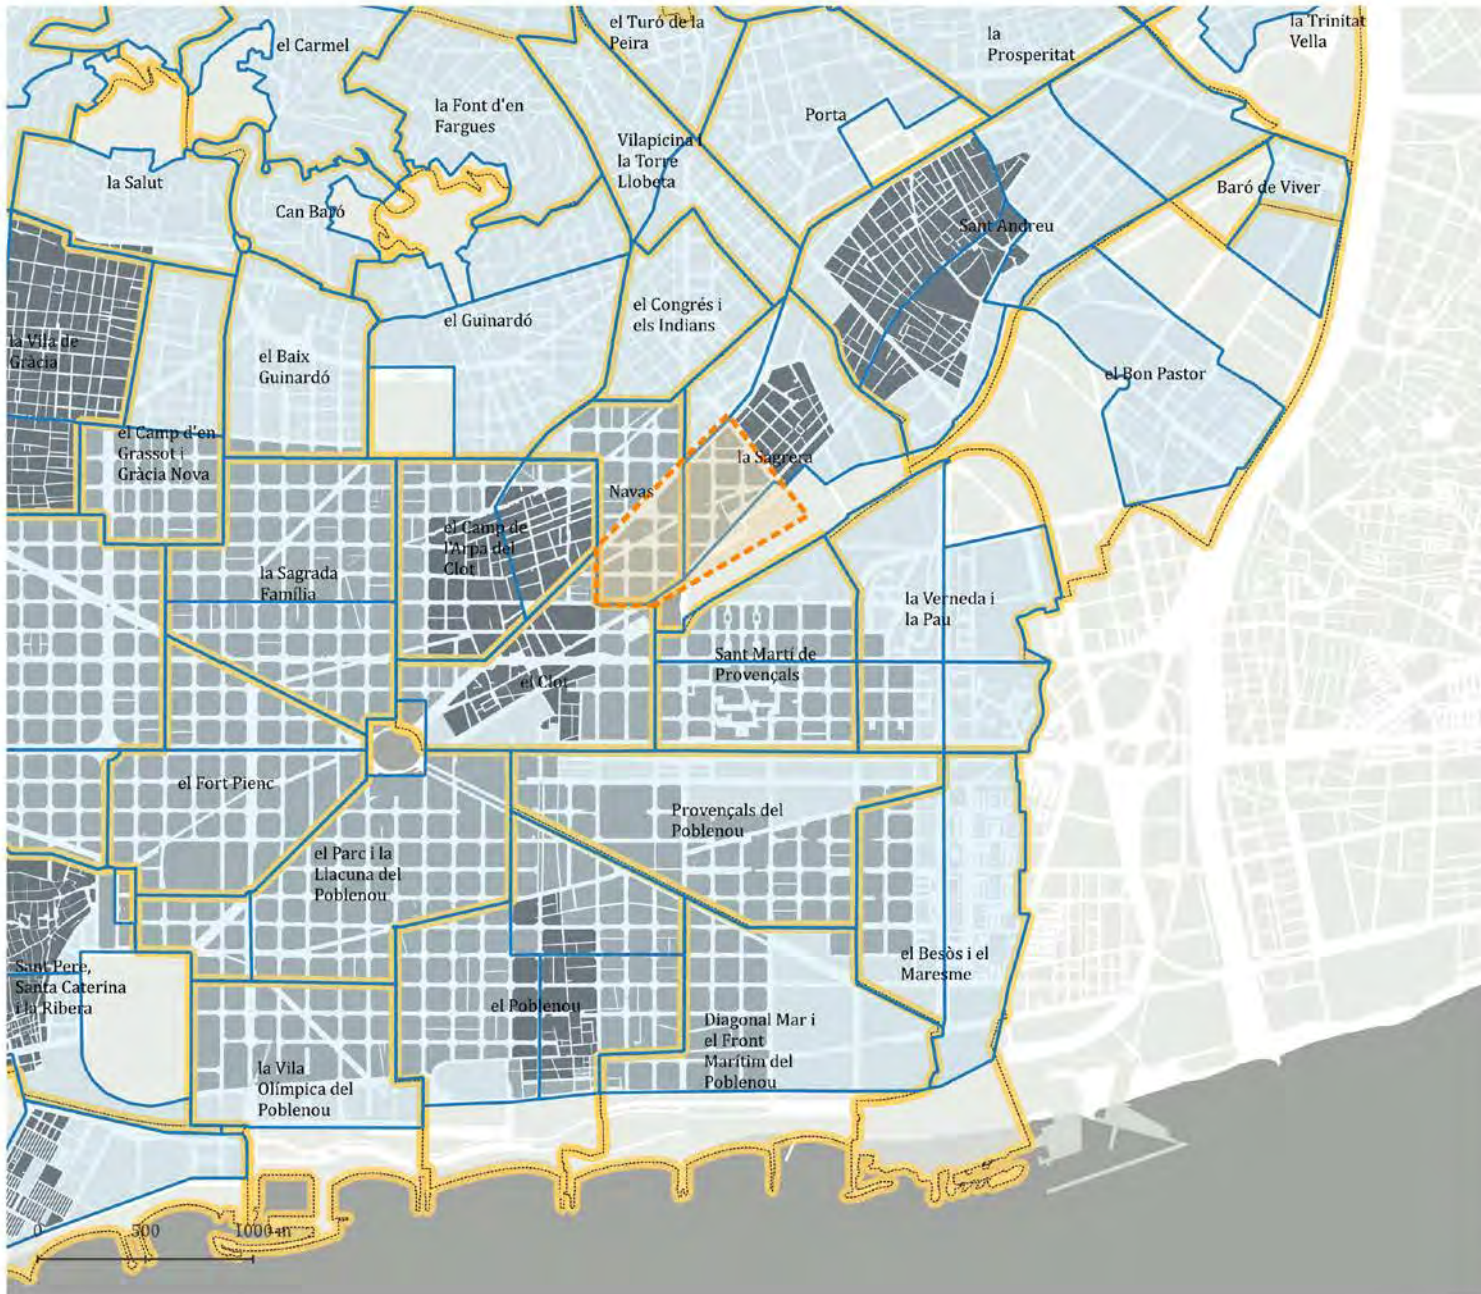 el Turó de la
Peira
la Trinitat
Vella
el Carmel
la
Prosperitat
la Font d'en
Fargues
Porta
Vilapicina i
la Torre
Llobeta
la Salut
Can Baró
Baró de Viver
Sant Andreu
el Congrés i
els Indians
el Guinardó
la Vila de
Gràcia
el Baix
Guinardó
el Bon Pastor
el Camp d'en
Grassot i
Gràcia Nova
la Sagrera
Navas
el Camp de
l'Arpa del
Clot
la Sagrada
Família
la Verneda i
la Pau
Sant Martí de
Provençals
el Clot
el Fort Pienc
Provençals del
Poblenou
el Parc i la
Llacuna del
Poblenou
el Besòs i el
Maresme
Sant Pere,
Santa Caterina
i la Ribera
el Poblenou
Diagonal Mar i
el Front
Marítim del
Poblenou
la Vila
Olímpica del
Poblenou
0 500 1000 m